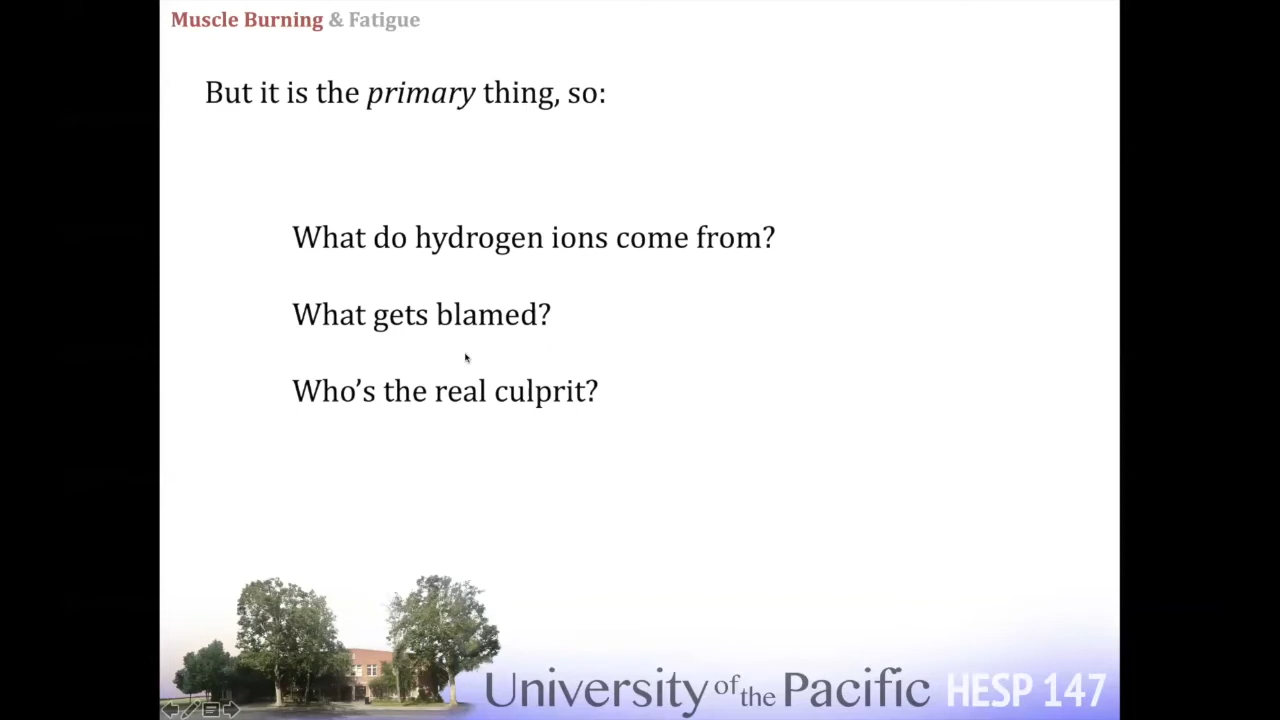 Muscle Burning & Fatigue
But it is the primary thing, so:
What do hydrogen ions come from?
What gets blamed?
Who’s the real culprit?
University of the Pacific HESP 147